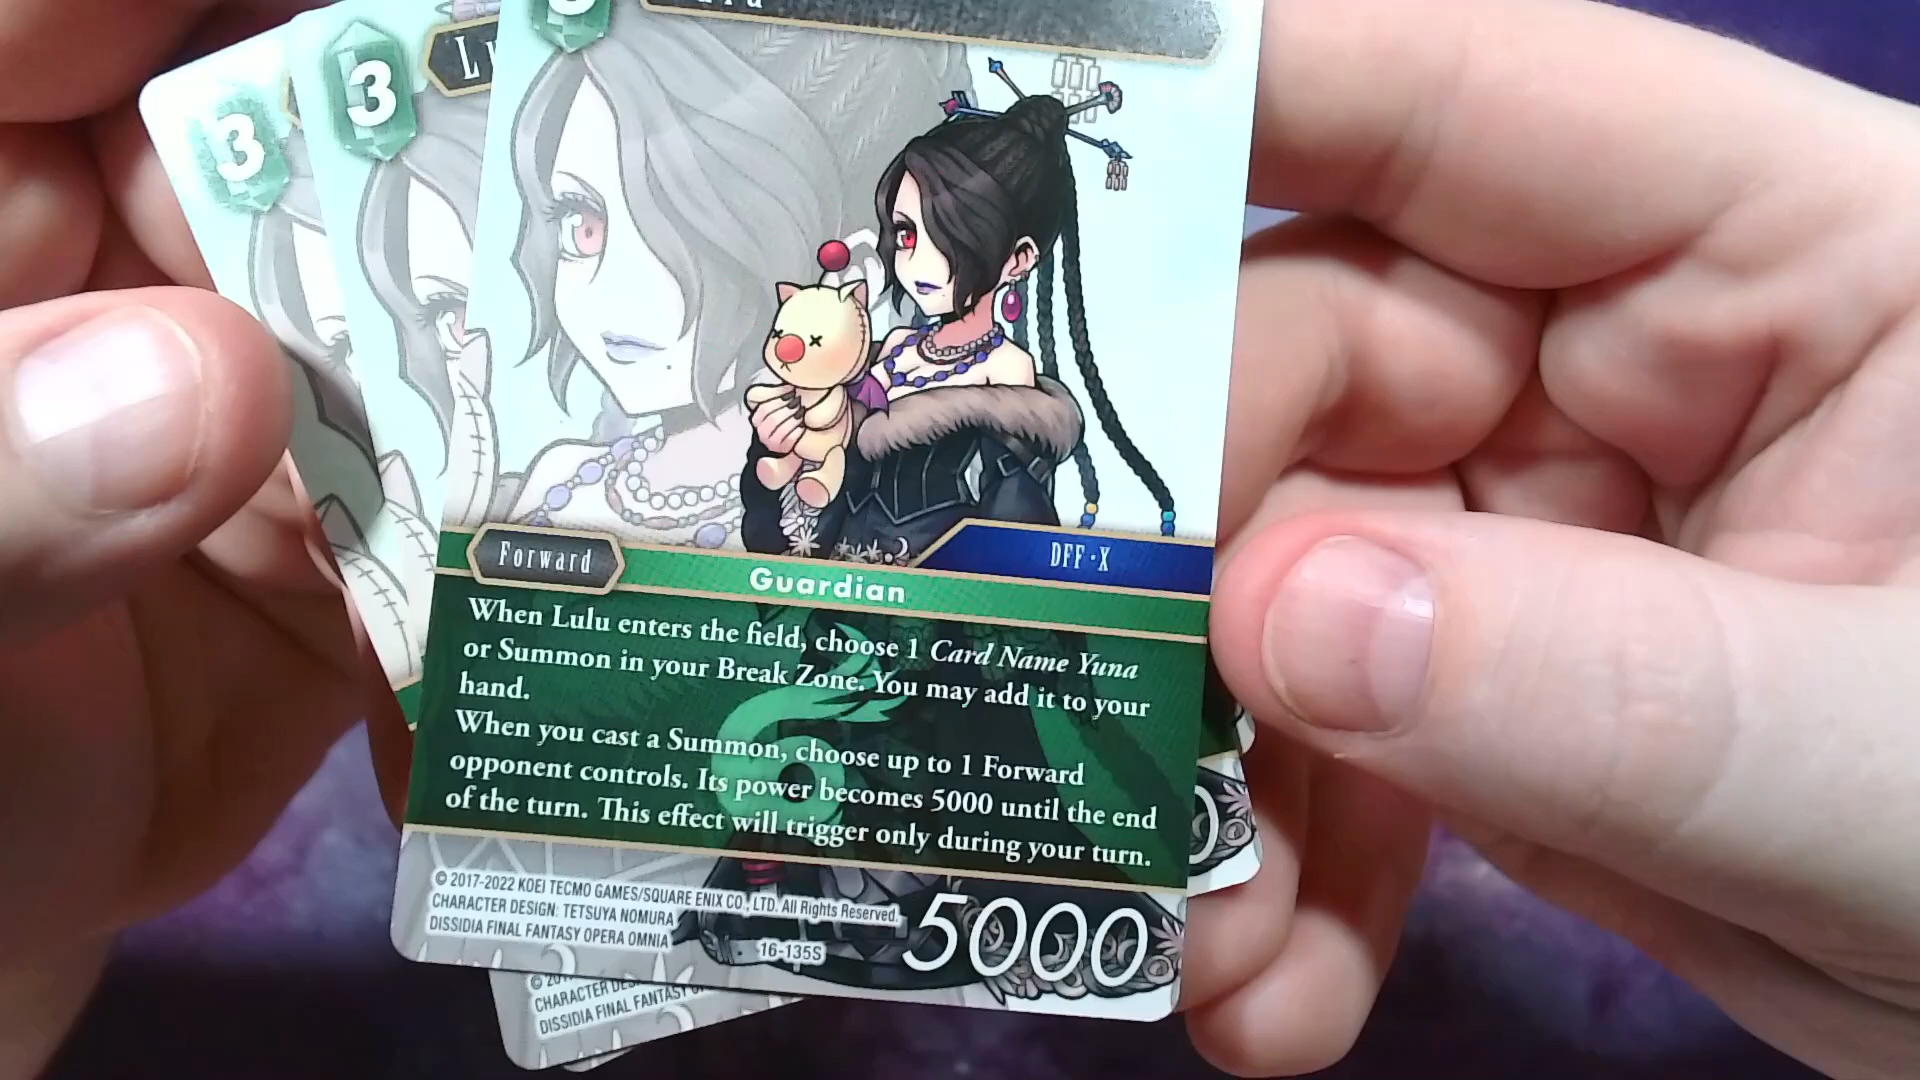 3
3
L
Forward
DFF·X
Guardian
When Lulu enters the field, choose 1 Card Name Yuna
or Summon in your Break Zone. You may add it to your
hand.
When you cast a Summon, choose up to 1 Forward
opponent controls. Its power becomes 5000 until the end
of the turn. This effect will trigger only during your turn.
© 2017-2022 KOEI TECMO GAMES/SQUARE ENIX CO., LTD. All Rights Reserved.
CHARACTER DESIGN: TETSUYA NOMURA
DISSIDIA FINAL FANTASY OPERA OMNIA
16-135S
5000
0
© 20
CHARACTER DES
DISSIDIA FINAL FANTASY